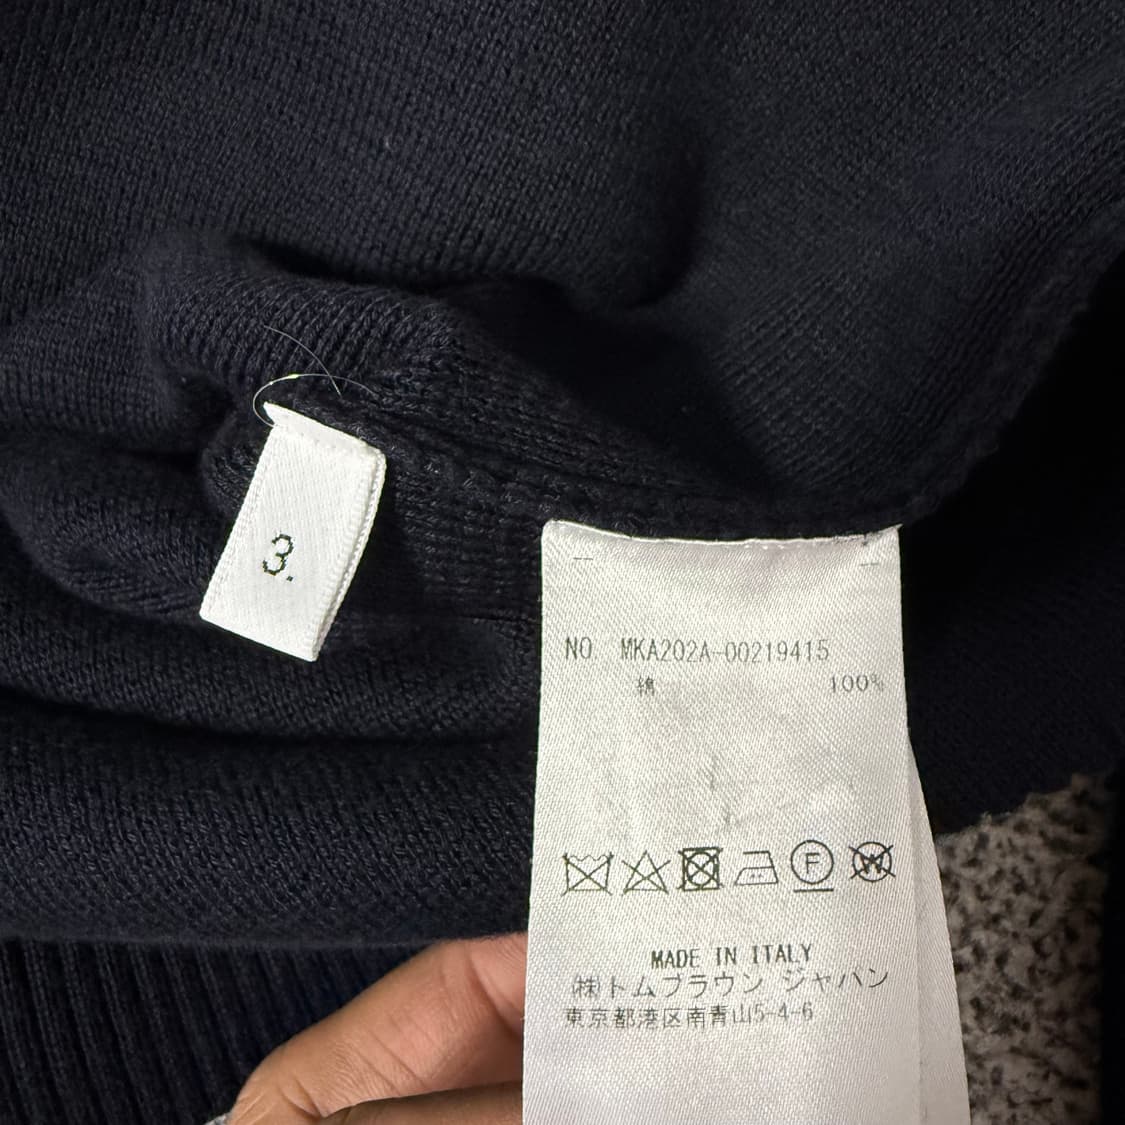 3.
NO. MKA202A-00219415
綿 100%
F
W
MADE IN ITALY
㈱トムブラウン ジャパン
東京都港区南青山5-4-6